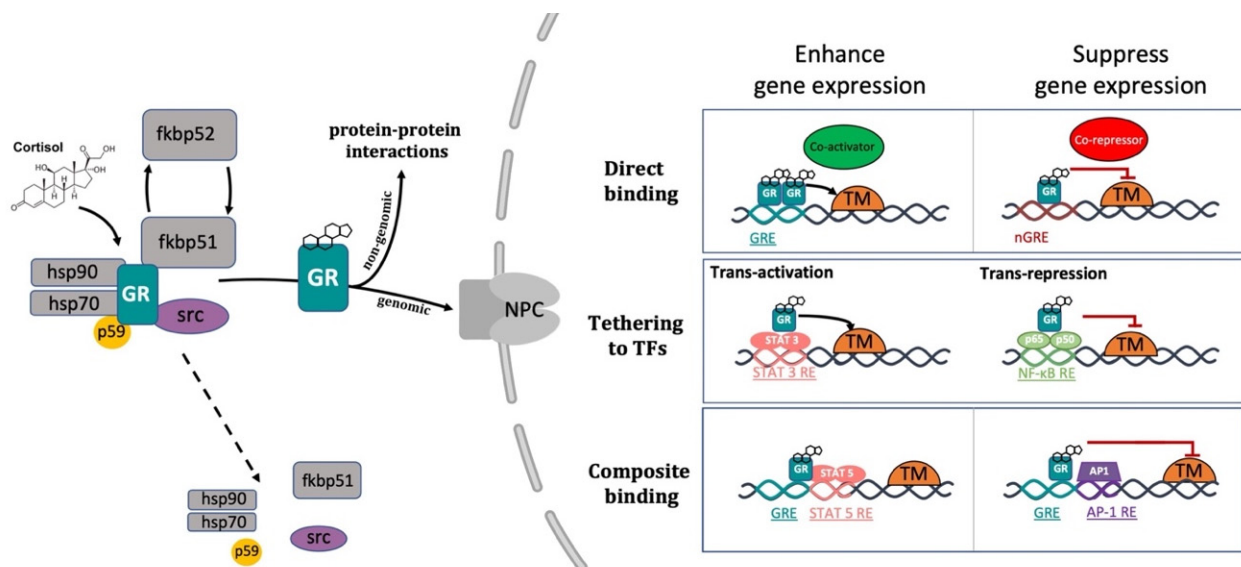 Cortisol
OH
O
HO
OH
H
H
H
O
fkbp52
fkbp51
hsp90
hsp70
GR
src
p59
protein-protein
interactions
non-genomic
genomic
GR
NPC
hsp90
hsp70
fkbp51
src
p59
Enhance
gene expression
Suppress
gene expression
Direct
binding
Co-activator
GR GR
TM
GRE
Co-repressor
GR
TM
nGRE
Tethering
to TFs
Trans-activation
GR
STAT 3
TM
STAT 3 RE
Trans-repression
GR
p65 p50
TM
NF-κB RE
Composite
binding
GR
STAT 5
TM
GRE STAT 5 RE
GR
AP1
TM
GRE AP-1 RE